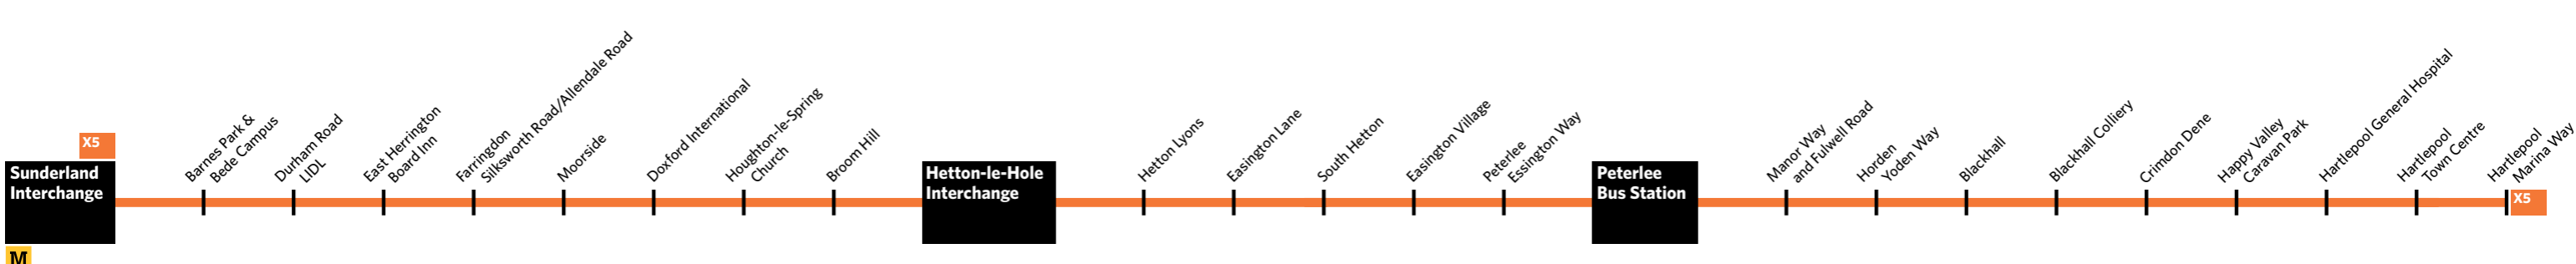 X5
Sunderland
Interchange
M
Barnes Park &
Bede Campus
Durham Road
LIDL
East Herrington
Board Inn
Farringdon
Silksworth Road/Allendale Road
Moorside
Doxford International
Houghton-le-Spring
Church
Broom Hill
Hetton-le-Hole
Interchange
Hetton Lyons
Easington Lane
South Hetton
Easington Village
Peterlee
Essington Way
Peterlee
Bus Station
Manor Way
and Fulwell Road
Horden
Yoden Way
Blackhall
Blackhall Colliery
Crimdon Dene
Happy Valley
Caravan Park
Hartlepool General Hospital
Hartlepool
Town Centre
Hartlepool
Marina Way
X5